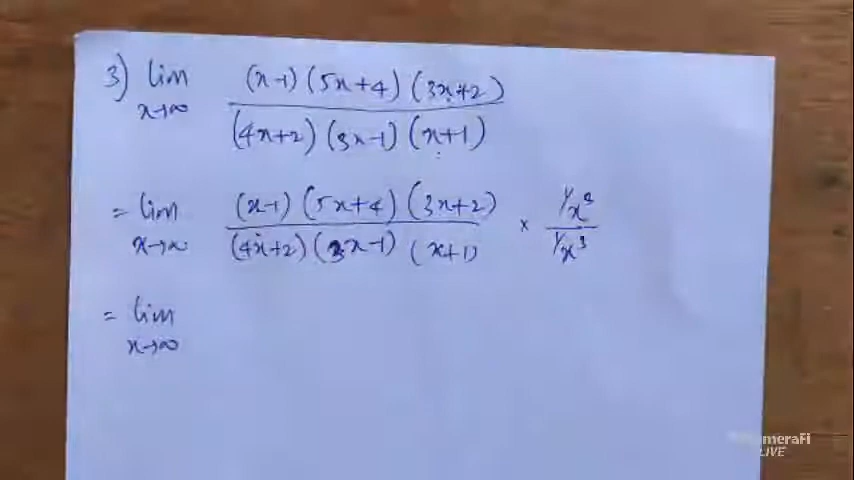 3) lim (x-1)(5x+4)(3x+2)
x→∞ (4x+2)(3x-1)(x+1)
= lim (x-1)(5x+4)(3x+2) × 1/x³
x→∞ (4x+2)(3x-1)(x+1) 1/x³
= lim
x→∞
LIVE